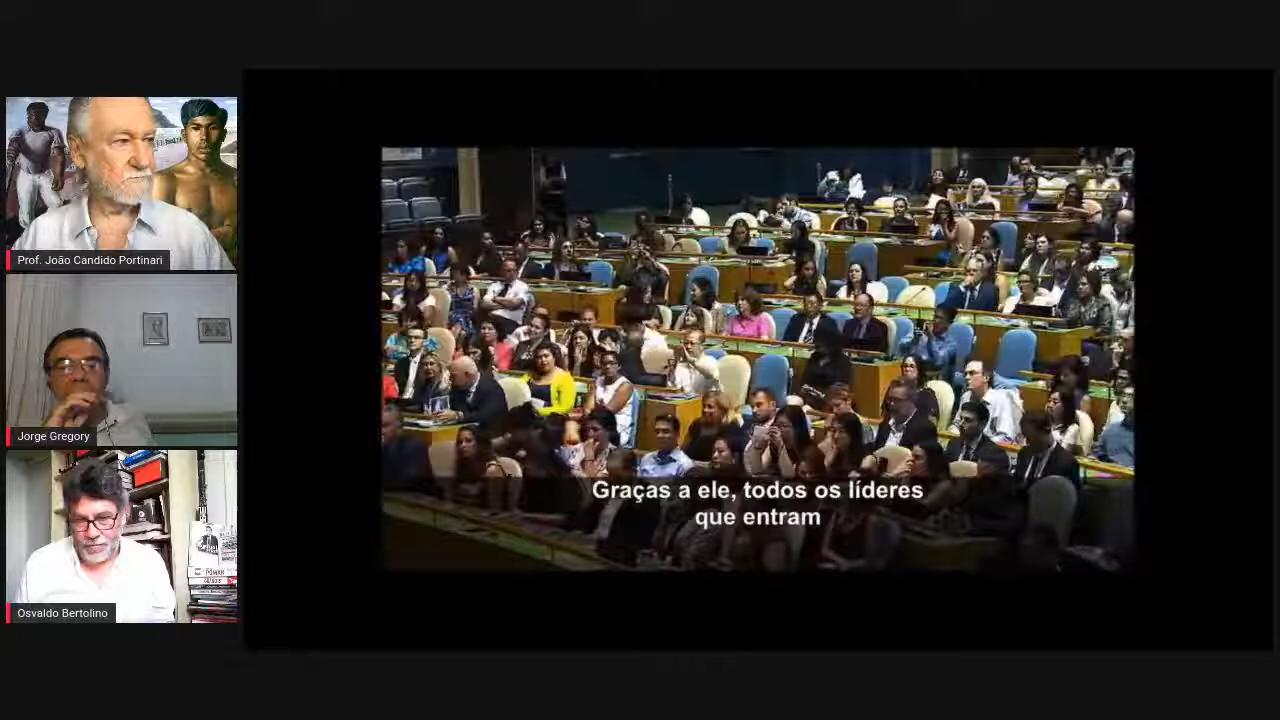 Prof. João Candido Portinari
Jorge Gregory
Osvaldo Bertolino
Graças a ele, todos os líderes
que entram